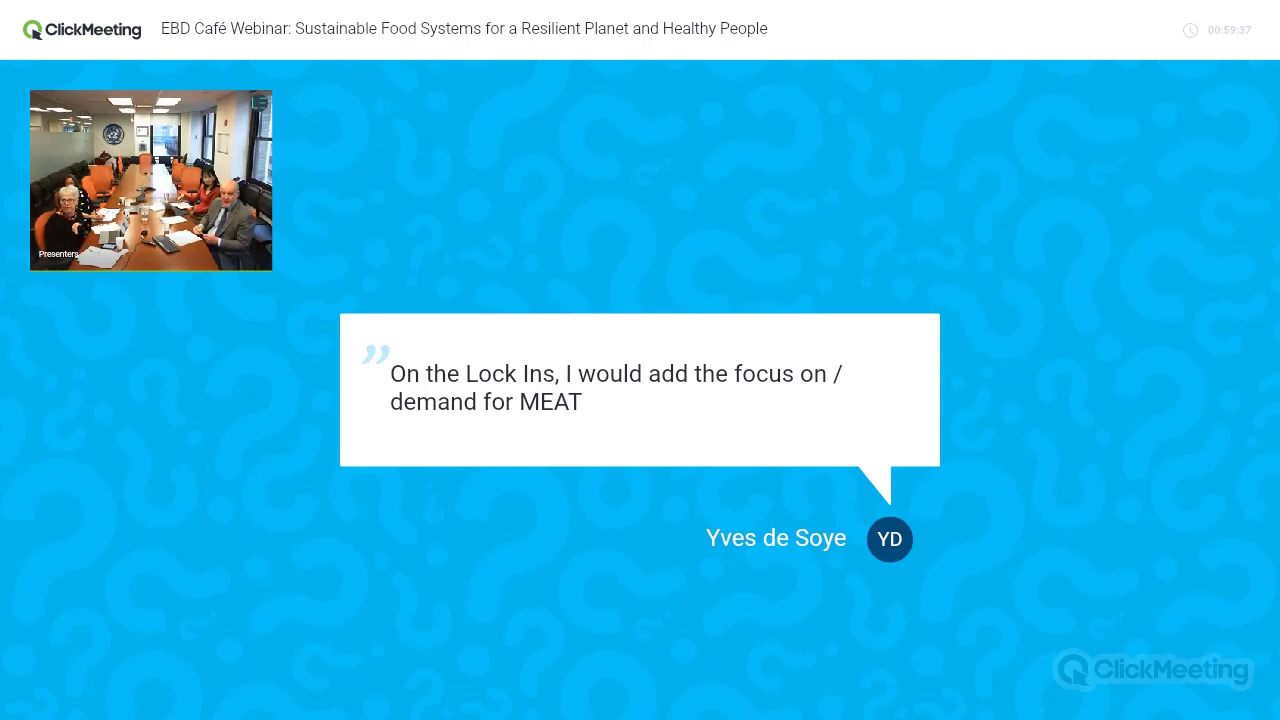 ClickMeeting
EBD Café Webinar: Sustainable Food Systems for a Resilient Planet and Healthy People
00:59:37
Presenters
”
On the Lock Ins, I would add the focus on /
demand for MEAT
Yves de Soye
YD
ClickMeeting